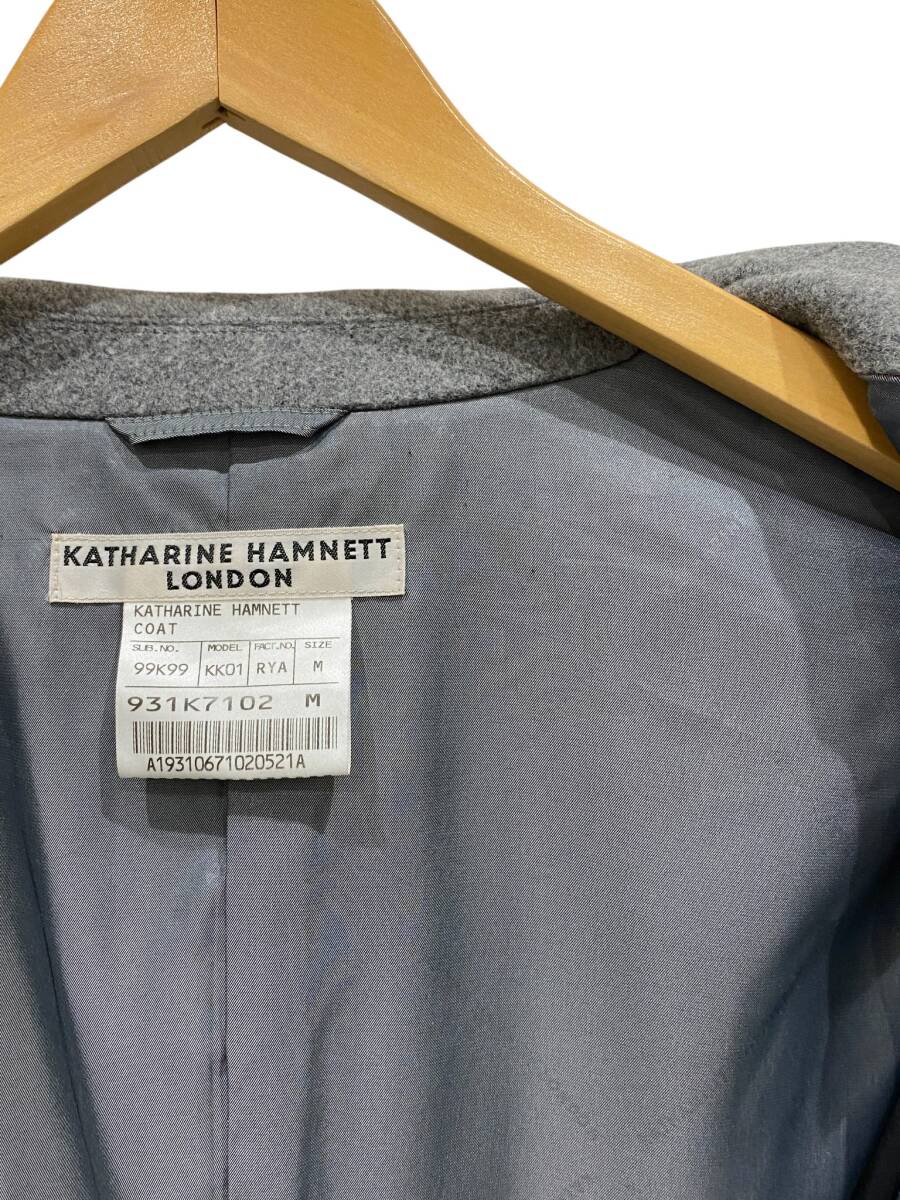 KATHARINE HAMNETT
LONDON
KATHARINE HAMNETT
COAT
SUB.NO. MODEL FACT.NO. SIZE
99K99 KK01 RYA M
931K7102 M
A19310671020521A